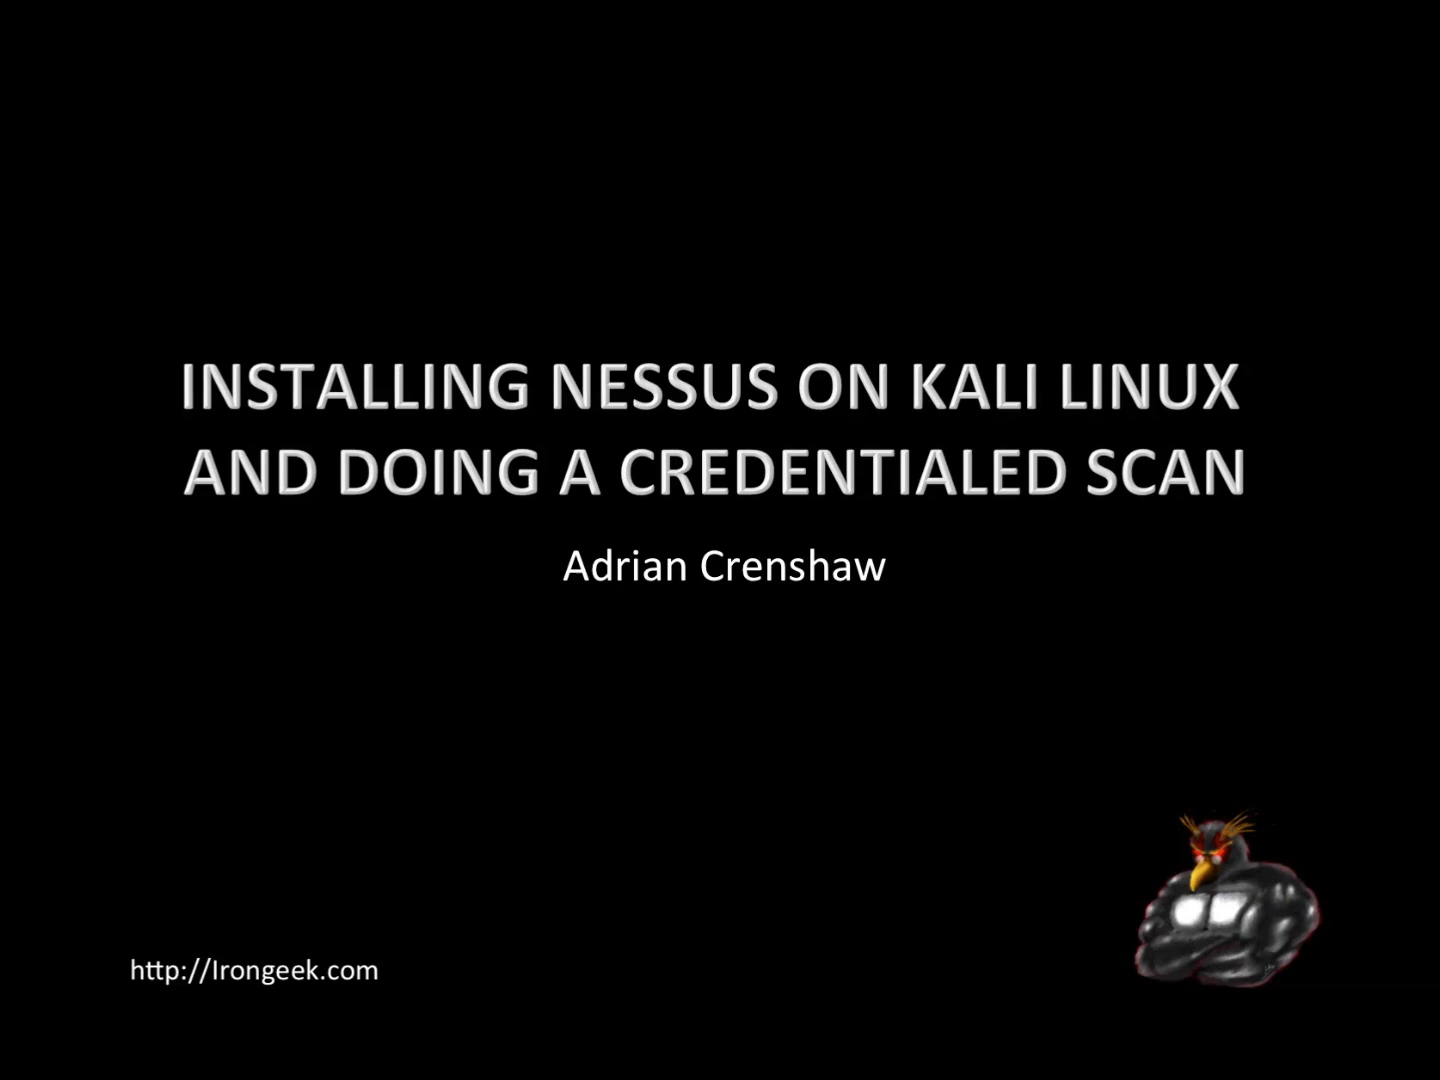 INSTALLING NESSUS ON KALI LINUX
AND DOING A CREDENTIALED SCAN
Adrian Crenshaw
http://Irongeek.com